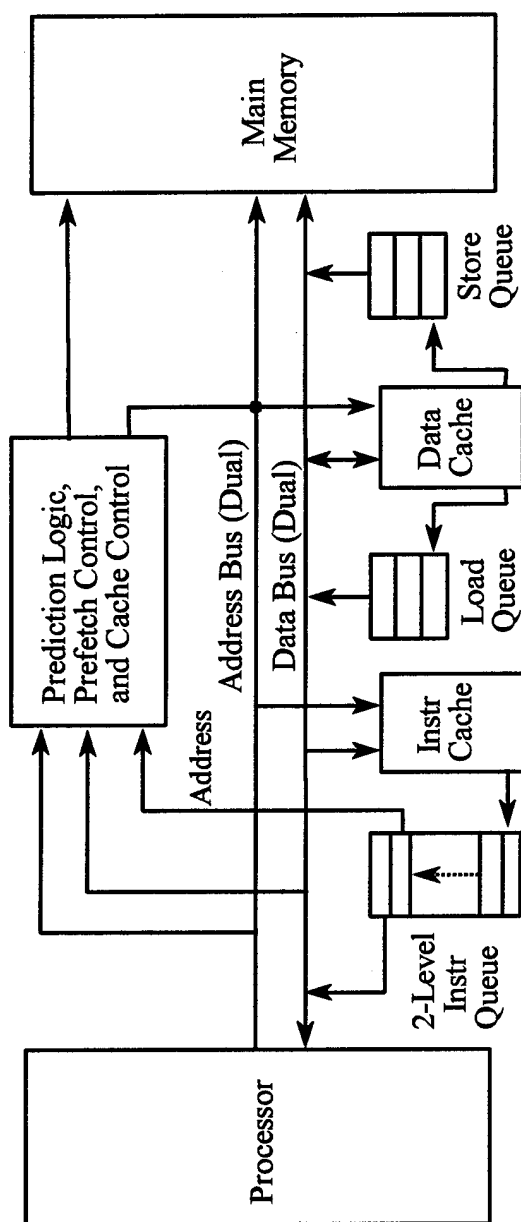 Processor
Prediction Logic,
Prefetch Control,
and Cache Control
Main
Memory
Address
Address Bus (Dual)
Data Bus (Dual)
2-Level
Instr
Queue
Instr
Cache
Load
Queue
Data
Cache
Store
Queue